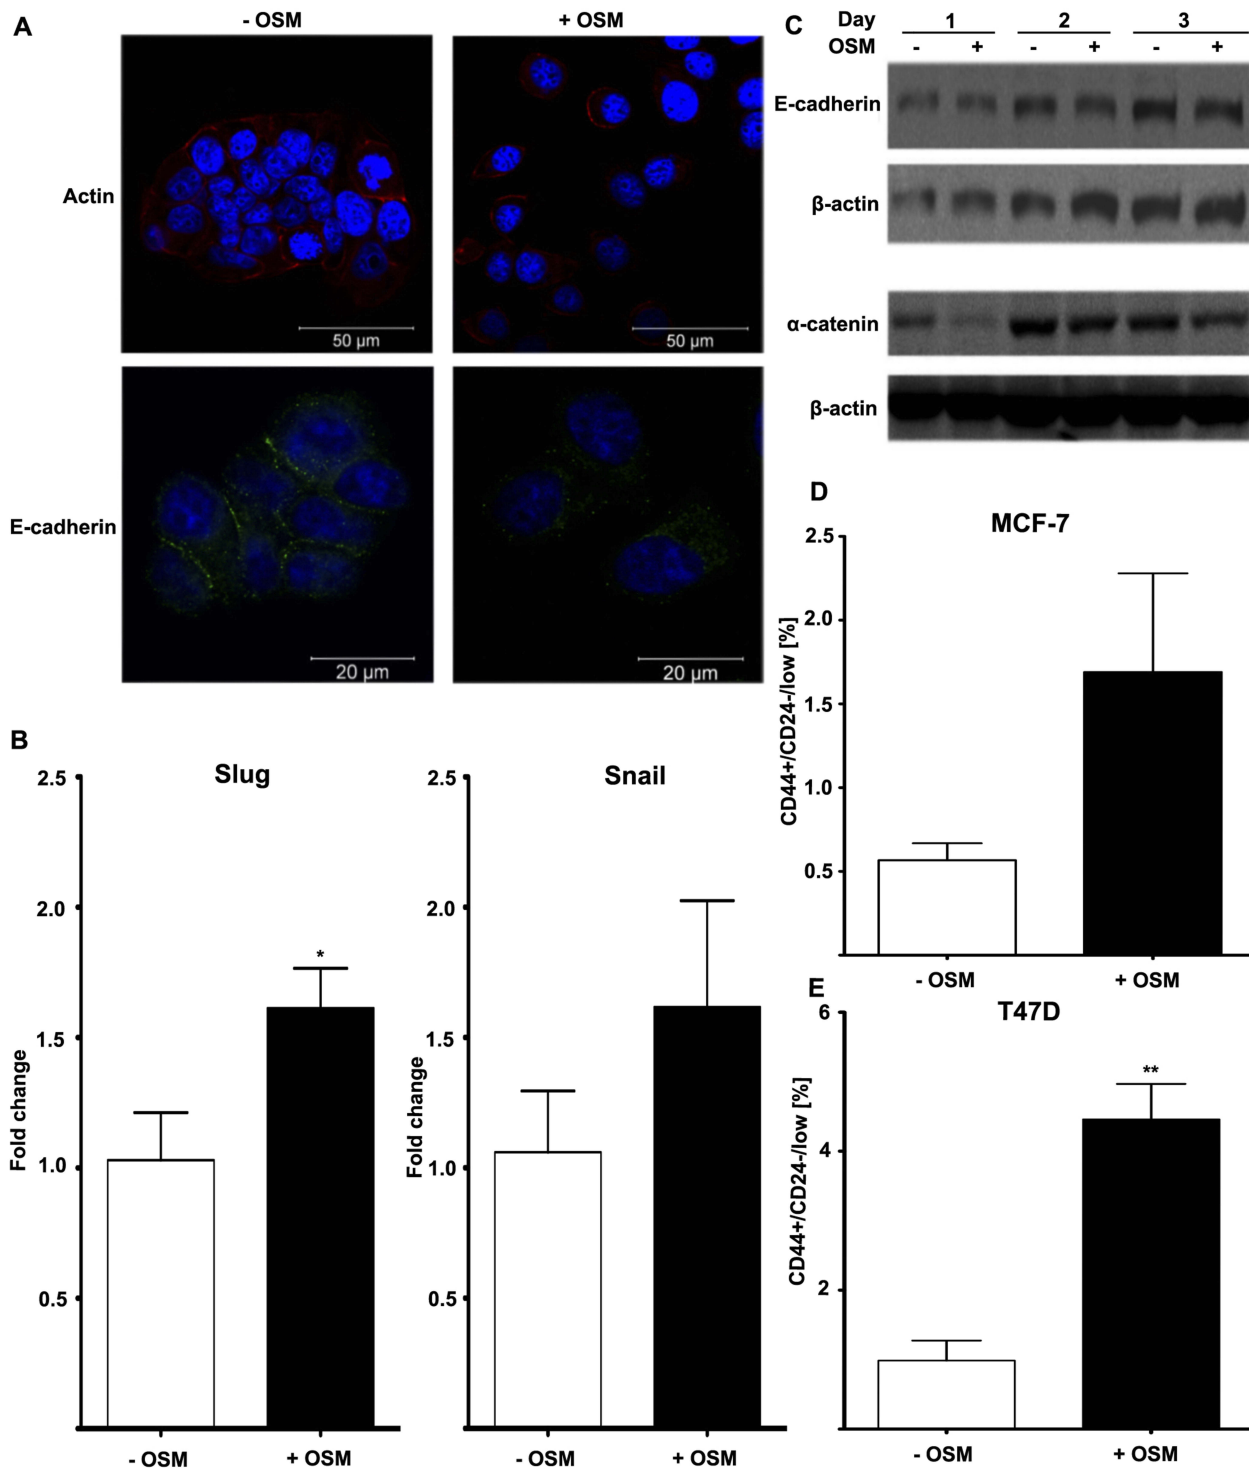 A
- OSM
+ OSM
Actin
50 µm
50 µm
E-cadherin
20 µm
20 µm
B
Slug
2.5
2.0
*
1.5
1.0
0.5
Fold change
- OSM
+ OSM
Snail
2.5
2.0
1.5
1.0
0.5
Fold change
- OSM
+ OSM
C
Day 1 2 3
OSM - + - + - +
E-cadherin
β-actin
α-catenin
β-actin
D
MCF-7
2.5
2.0
1.5
1.0
0.5
CD44+/CD24-/low [%]
- OSM
+ OSM
E
T47D
6
**
4
2
CD44+/CD24-/low [%]
- OSM
+ OSM